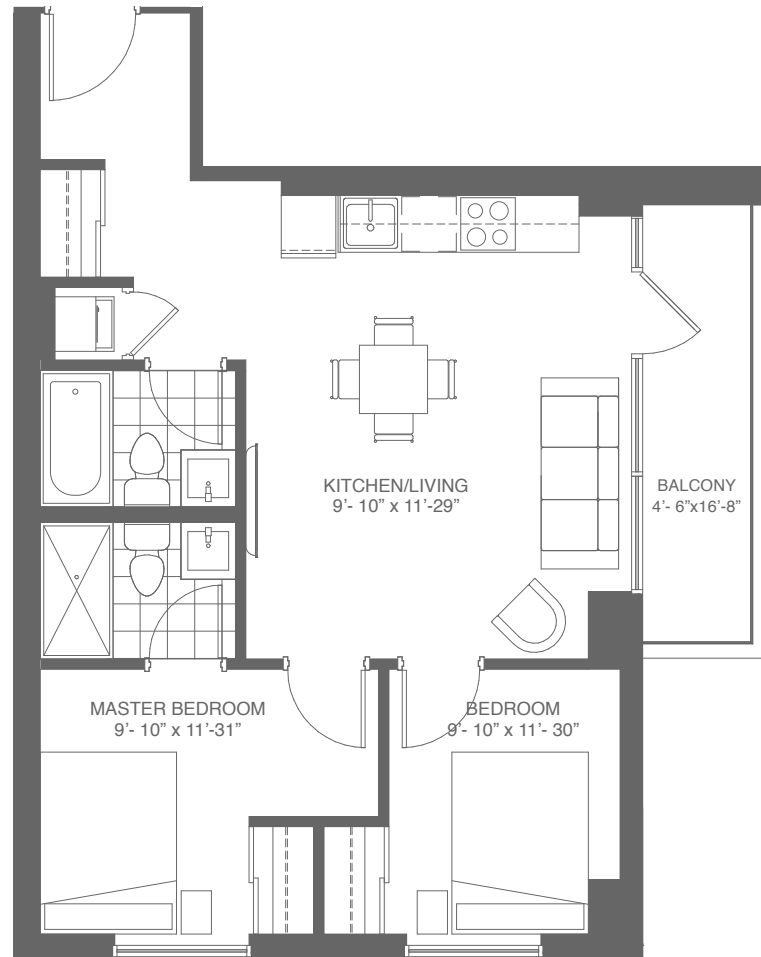 KITCHEN/LIVING
9’- 10” x 11’-29”
BALCONY
4’- 6”x16’-8”
MASTER BEDROOM
9’- 10” x 11’-31”
BEDROOM
9’- 10” x 11’- 30”